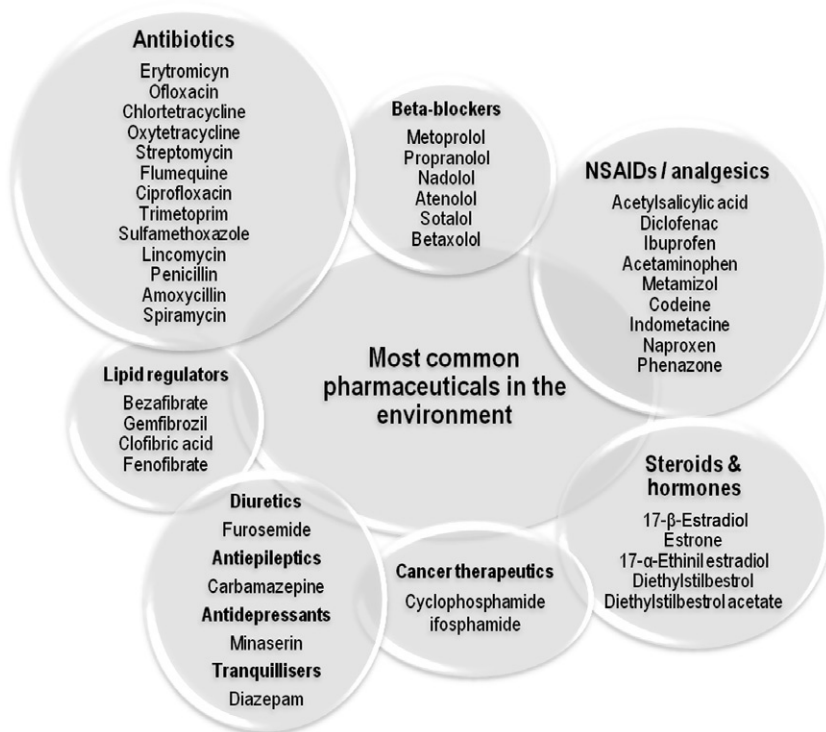 Antibiotics
Erytromicyn
Ofloxacin
Chlortetracycline
Oxytetracycline
Streptomycin
Flumequine
Ciprofloxacin
Trimetoprim
Sulfamethoxazole
Lincomycin
Penicillin
Amoxycillin
Spiramycin
Beta-blockers
Metoprolol
Propranolol
Nadolol
Atenolol
Sotalol
Betaxolol
NSAIDs / analgesics
Acetylsalicylic acid
Diclofenac
Ibuprofen
Acetaminophen
Metamizol
Codeine
Indometacine
Naproxen
Phenazone
Most common
pharmaceuticals in the
environment
Lipid regulators
Bezafibrate
Gemfibrozil
Clofibric acid
Fenofibrate
Steroids &
hormones
17-β-Estradiol
Estrone
17-α-Ethinil estradiol
Diethylstilbestrol
Diethylstilbestrol acetate
Diuretics
Furosemide
Antiepileptics
Carbamazepine
Antidepressants
Minaserin
Tranquillisers
Diazepam
Cancer therapeutics
Cyclophosphamide
ifosphamide